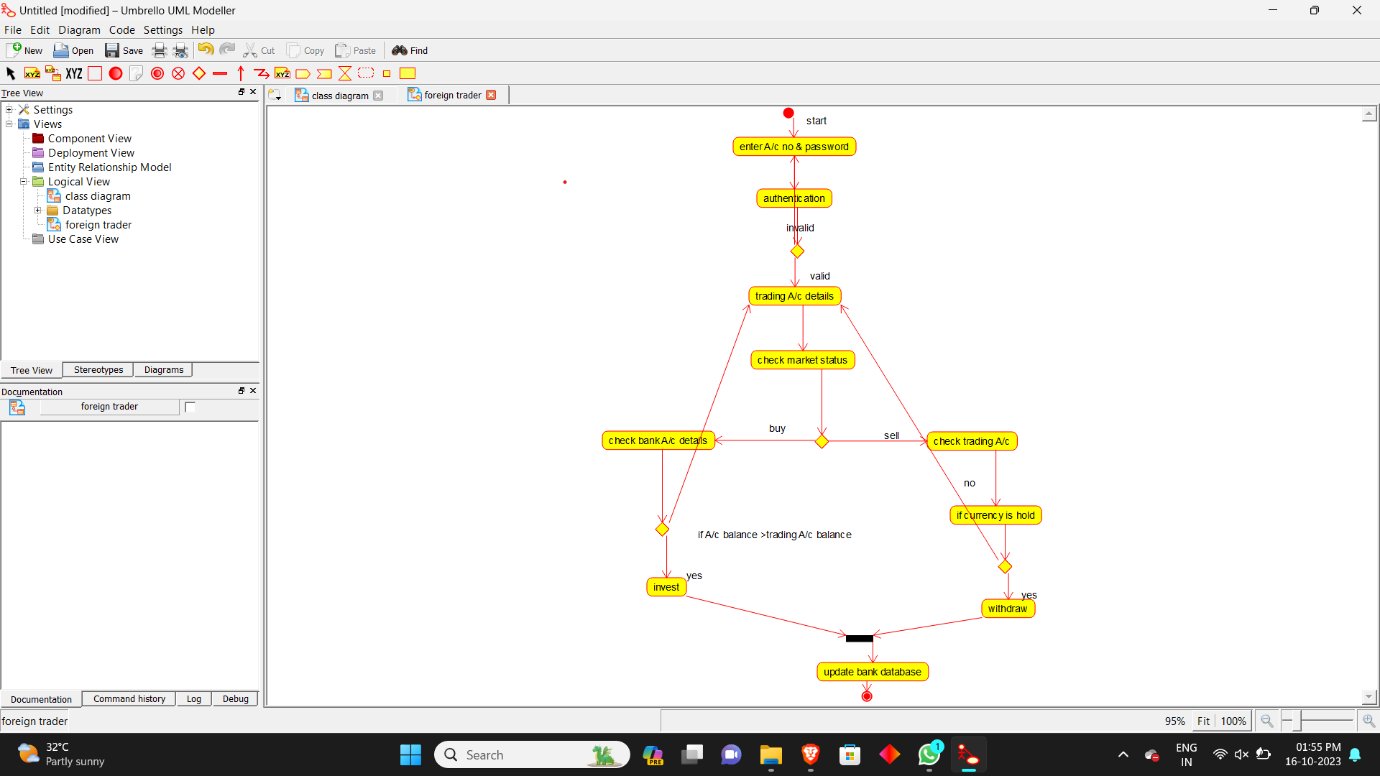 Untitled [modified] – Umbrello UML Modeller
File Edit Diagram Code Settings Help
New Open Save Cut Copy Paste Find
XYZ XYZ XYZ XYZ
Tree View
class diagram
foreign trader
Settings
Views
Component View
Deployment View
Entity Relationship Model
Logical View
class diagram
Datatypes
foreign trader
Use Case View
Tree View Stereotypes Diagrams
Documentation
foreign trader
Documentation Command history Log Debug
start
enter A/c no & password
authentication
invalid
valid
trading A/c details
check market status
buy
sell
check bank A/c details
check trading A/c
no
if currency is hold
if A/c balance >trading A/c balance
yes
invest
yes
withdraw
update bank database
foreign trader
95% Fit 100%
32°C
Partly sunny
Search
PRE
1
ENG
IN
01:55 PM
16-10-2023